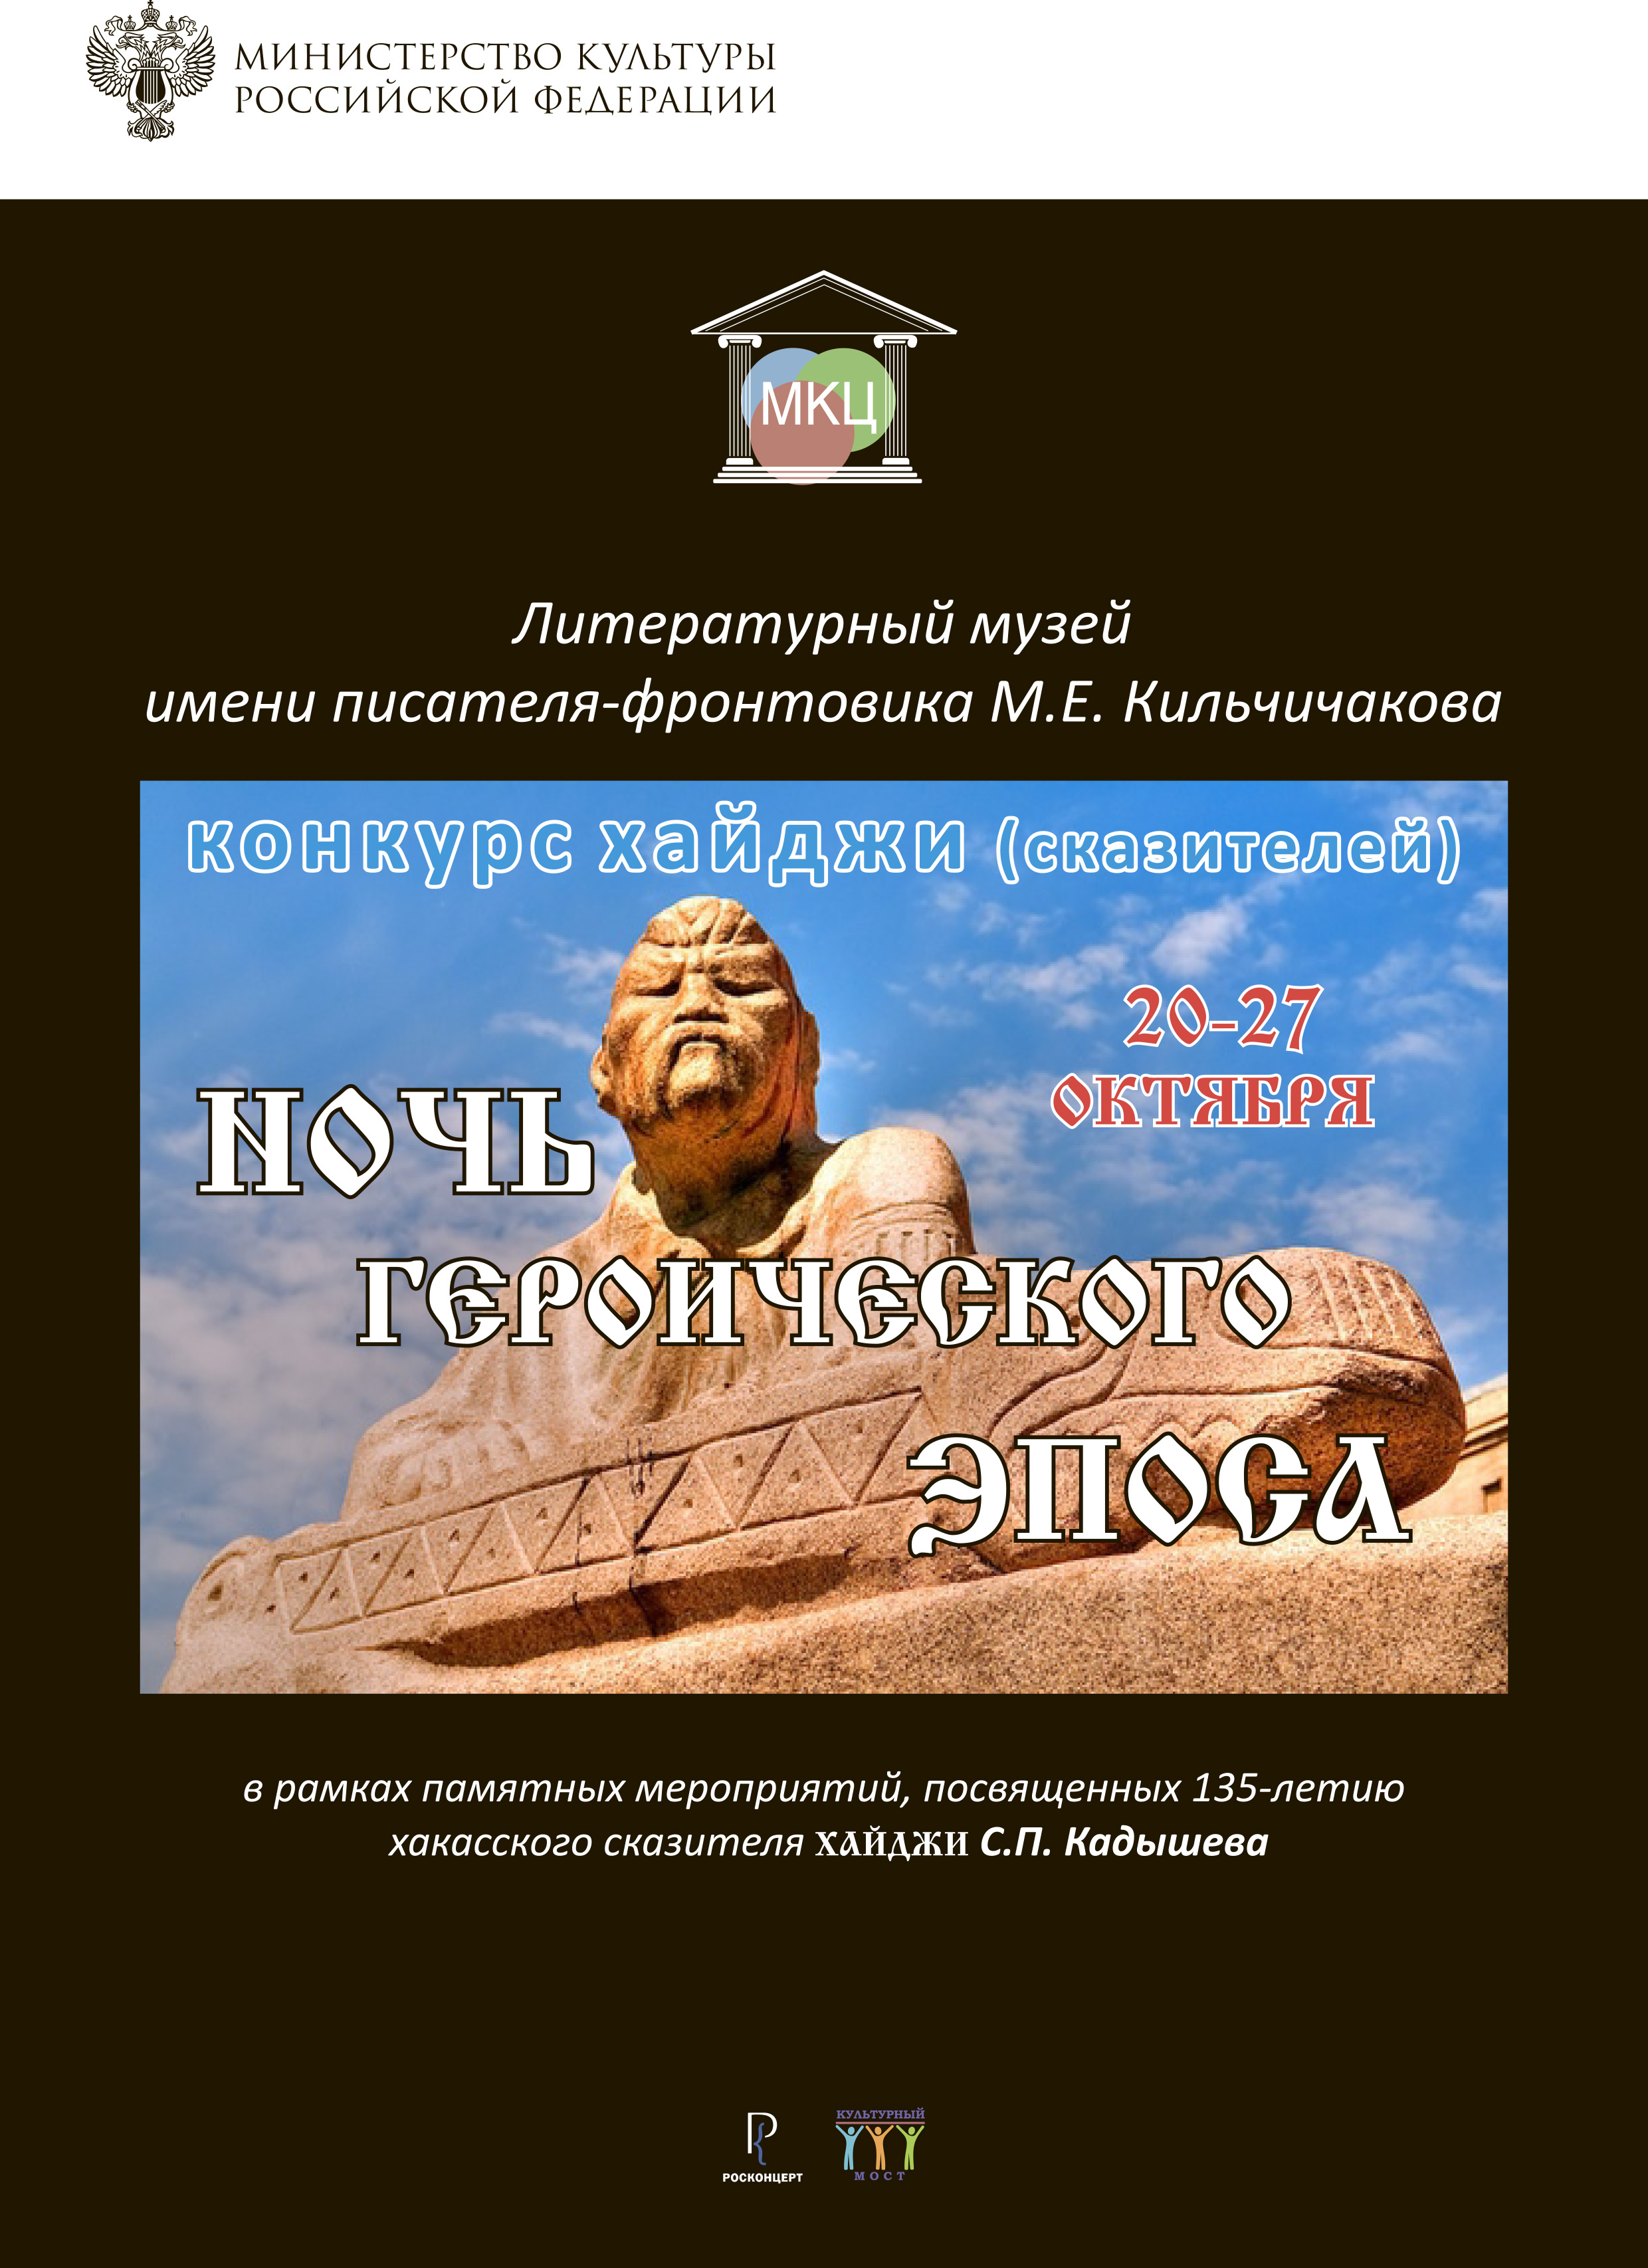 МИНИСТЕРСТВО КУЛЬТУРЫ
РОССИЙСКОЙ ФЕДЕРАЦИИ
МКЦ
Литературный музей
имени писателя-фронтовика М.Е. Кильчичакова
конкурс хайджи (сказителей)
20-27
ОКТЯБРЯ
НОЧЬ
ГЕРОИЧЕСКОГО
ЭПОСА
в рамках памятных мероприятий, посвященных 135-летию
хакасского сказителя ХАЙДЖИ С.П. Кадышева
РОСКОНЦЕРТ
КУЛЬТУРНЫЙ
МОСТ